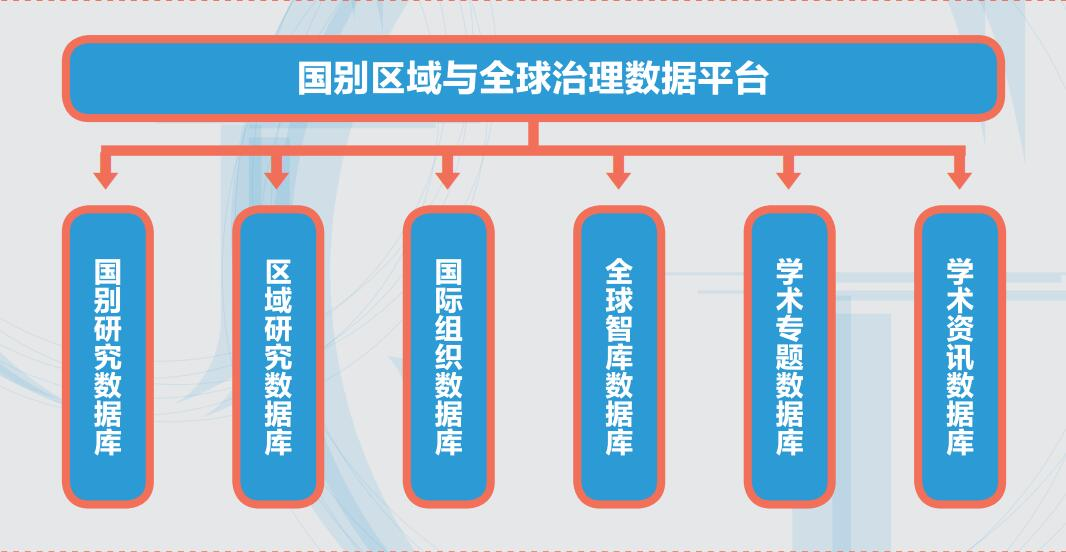 国别区域与全球治理数据平台
国别研究数据库
区域研究数据库
国际组织数据库
全球智库数据库
学术专题数据库
学术资讯数据库